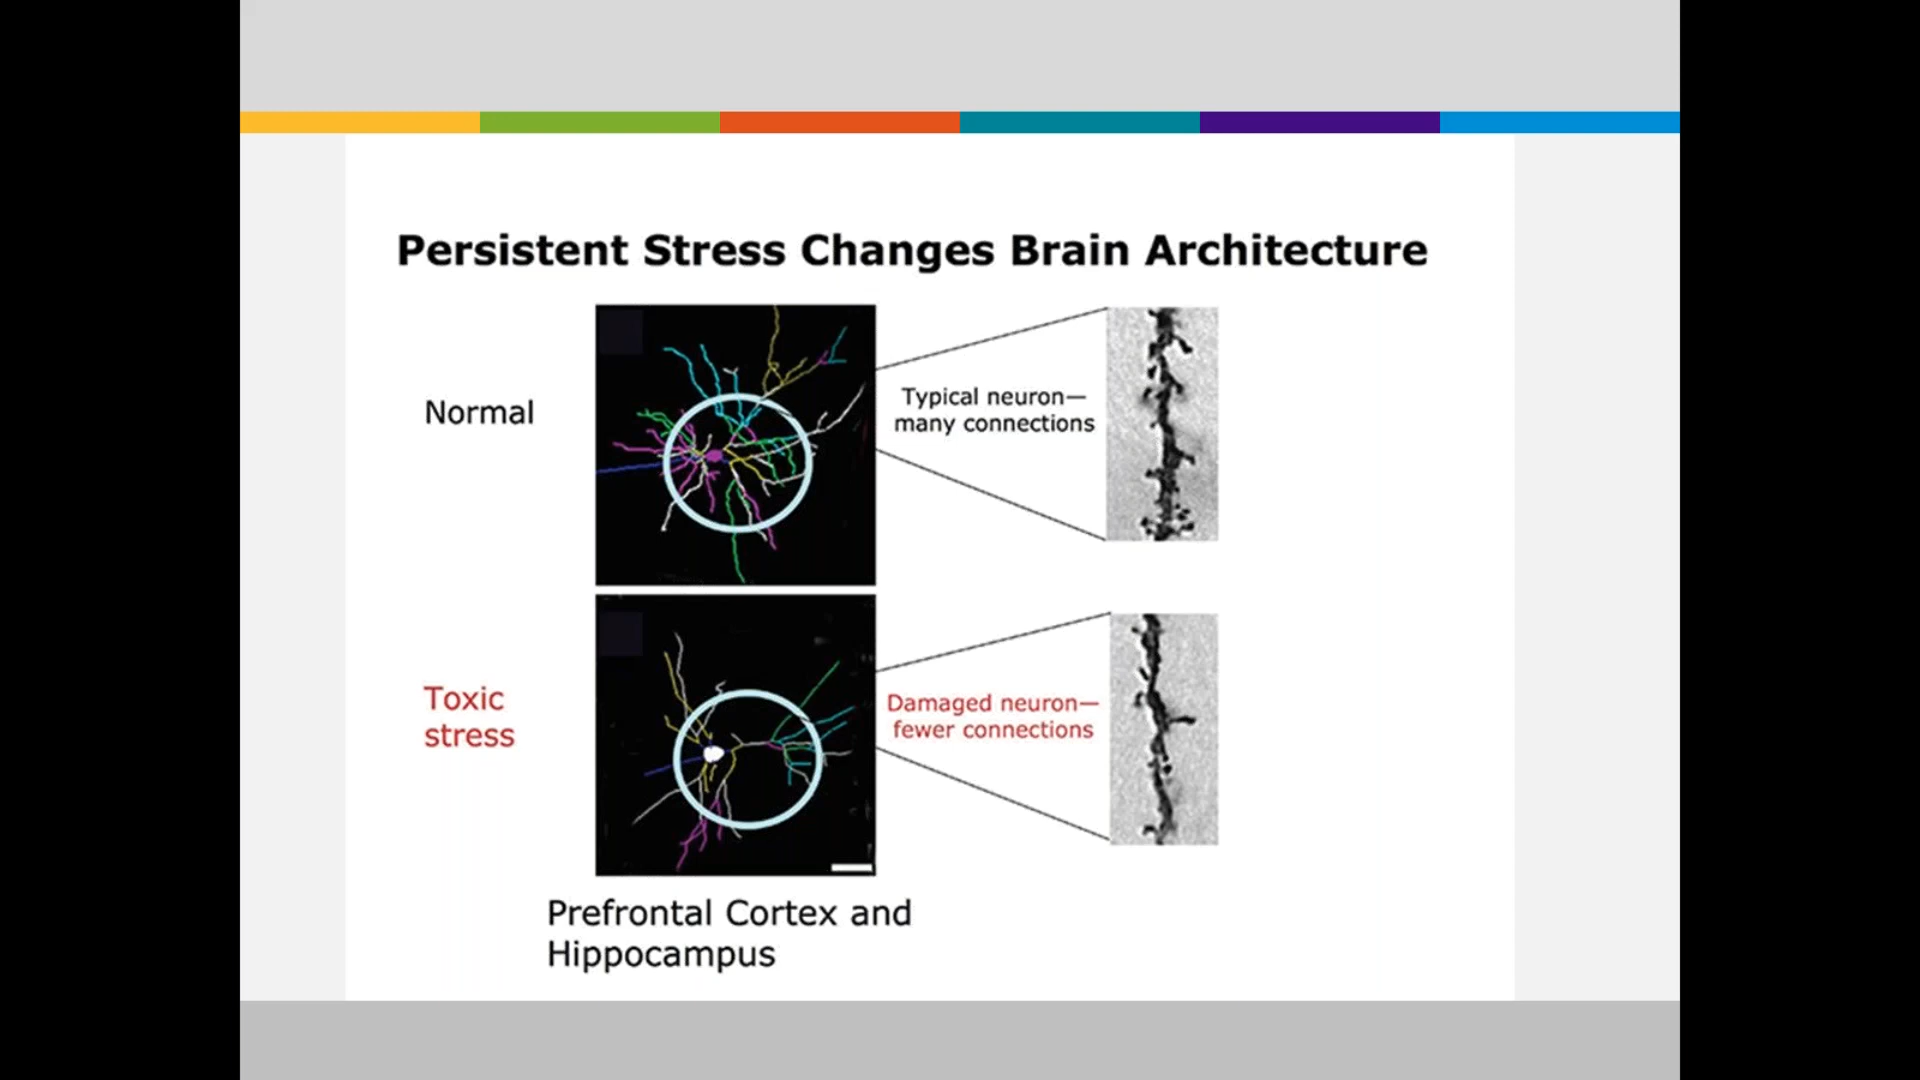 Persistent Stress Changes Brain Architecture
Normal
Typical neuron—
many connections
Toxic
stress
Damaged neuron—
fewer connections
Prefrontal Cortex and
Hippocampus